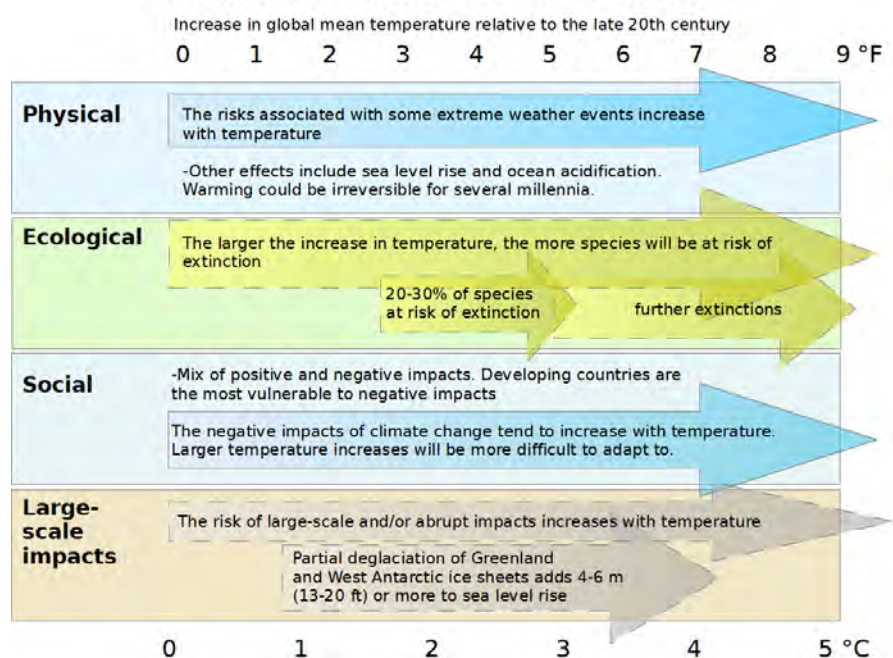 Increase in global mean temperature relative to the late 20th century
0 1 2 3 4 5 6 7 8 9 °F
Physical
The risks associated with some extreme weather events increase
with temperature
-Other effects include sea level rise and ocean acidification.
Warming could be irreversible for several millennia.
Ecological
The larger the increase in temperature, the more species will be at risk of
extinction
20-30% of species
at risk of extinction
further extinctions
Social
-Mix of positive and negative impacts. Developing countries are
the most vulnerable to negative impacts
The negative impacts of climate change tend to increase with temperature.
Larger temperature increases will be more difficult to adapt to.
Large-
scale
impacts
The risk of large-scale and/or abrupt impacts increases with temperature
Partial deglaciation of Greenland
and West Antarctic ice sheets adds 4-6 m
(13-20 ft) or more to sea level rise
0 1 2 3 4 5 °C